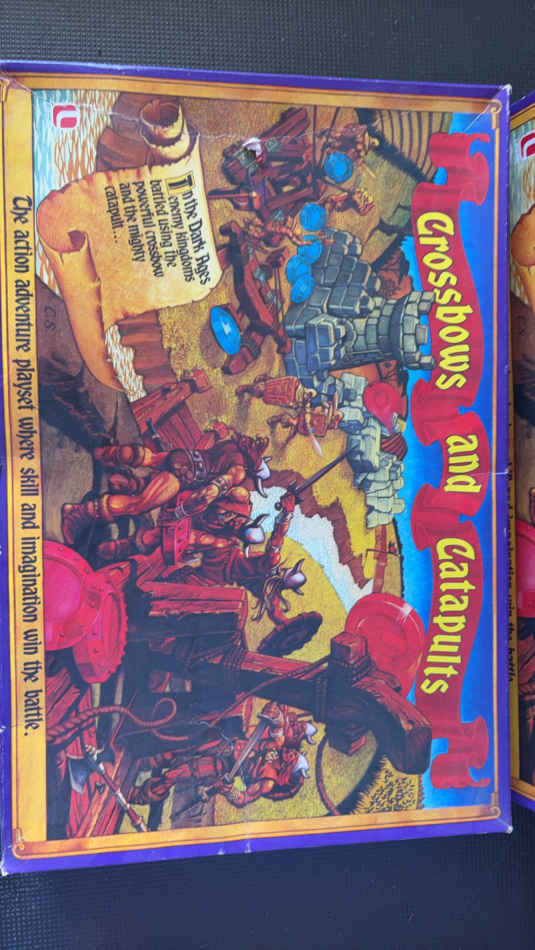 Crossbows and Catapults
In the Dark Ages
enemy kingdoms
battled using the
powerful crossbow
and the mighty
catapult...
C.S.
The action adventure playset where skill and imagination win the battle.